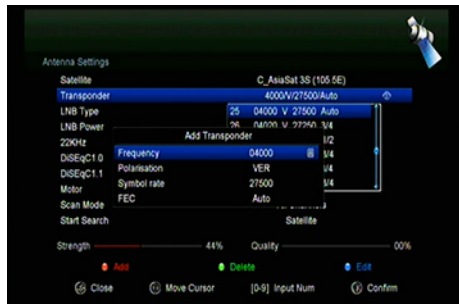 Antenna Settings
Satellite C_AsiaSat 3S (105.5E)
Transponder 4000/V/27500/Auto
LNB Type 25 04000 V 27500 Auto
LNB Power 26 04020 V 27250 3/4
Add Transponder
22KHz 1/2
Frequency 04000
DiSEqC1.0 3/4
Polarisation VER
DiSEqC1.1 3/4
Symbol rate 27500
Motor 3/4
FEC Auto
Scan Mode
Start Search Satellite
Strength 44% Quality 00%
Add Delete Edit
Close Move Cursor [0-9] Input Num Confirm